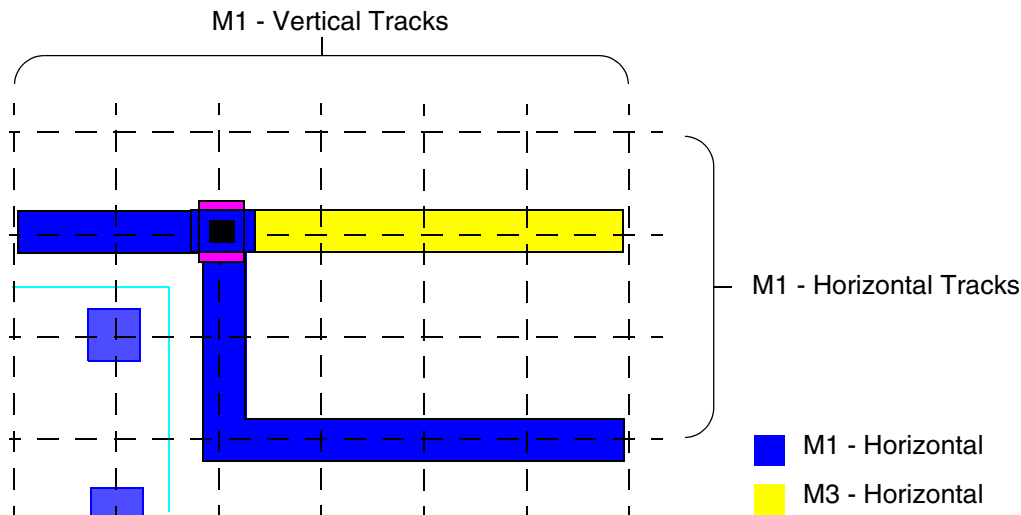 M1 - Vertical Tracks
M1 - Horizontal Tracks
M1 - Horizontal
M3 - Horizontal